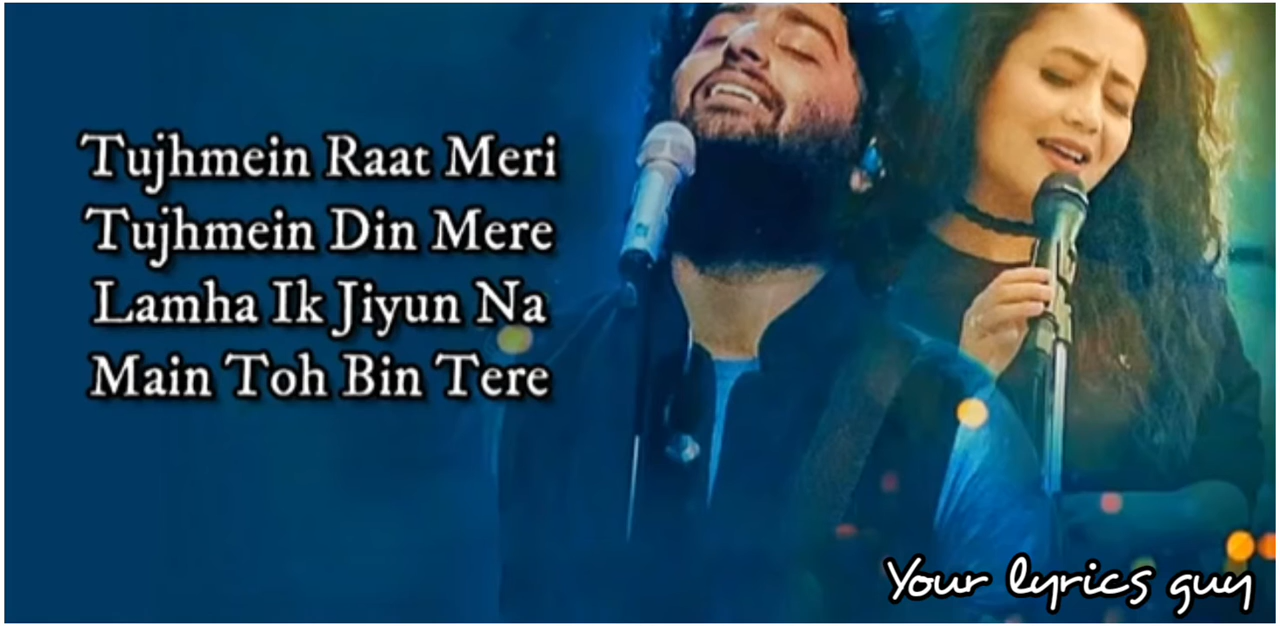 Tujhmein Raat Meri
Tujhmein Din Mere
Lamha Ik Jiyun Na
Main Toh Bin Tere
Your lyrics guy